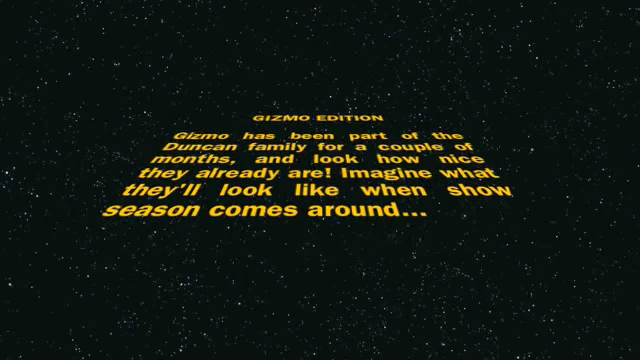 GIZMO EDITION
Gizmo has been part of the
Duncan family for a couple of
months, and look how nice
they already are! Imagine what
they'll look like when show
season comes around...